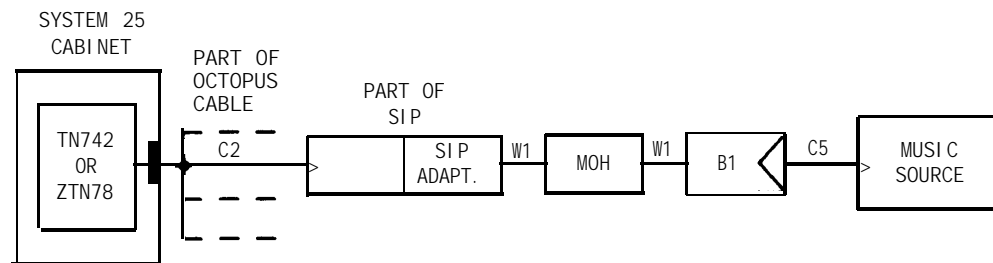 SYSTEM 25
CABINET
PART OF
OCTOPUS
CABLE
PART OF
SIP
TN742
OR
ZTN78
C2
SIP
ADAPT.
W1
MOH
W1
B1
C5
MUSIC
SOURCE